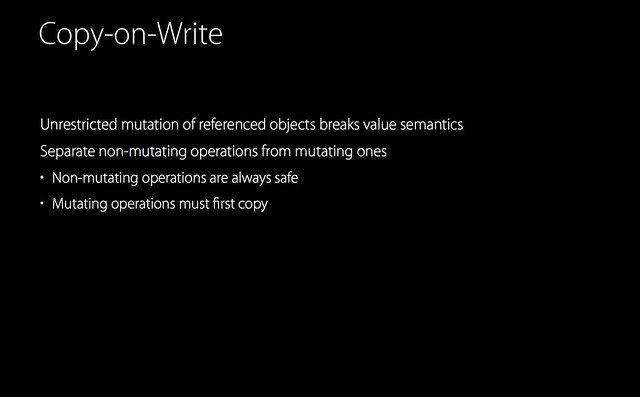 Copy-on-Write
Unrestricted mutation of referenced objects breaks value semantics
Separate non-mutating operations from mutating ones
• Non-mutating operations are always safe
• Mutating operations must first copy